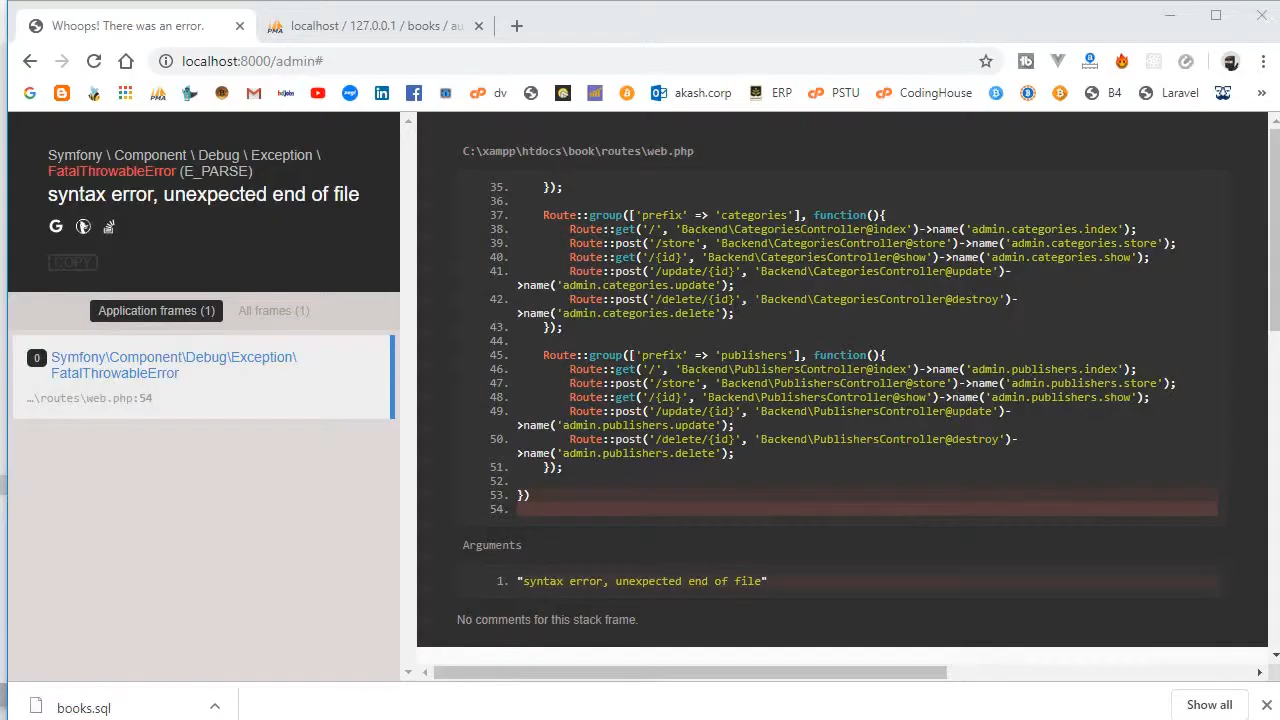 Whoops! There was an error.
localhost / 127.0.0.1 / books / au
localhost:8000/admin#
dv
akash.corp
ERP
PSTU
CodingHouse
B4
Laravel
»
Symfony \ Component \ Debug \ Exception \
FatalThrowableError (E_PARSE)
syntax error, unexpected end of file
COPY
Application frames (1)
All frames (1)
0
Symfony\Component\Debug\Exception\
FatalThrowableError
…\routes\web.php:54
C:\xampp\htdocs\book\routes\web.php
35. });
36.
37. Route::group(['prefix' => 'categories'], function(){
38. Route::get('/', 'Backend\CategoriesController@index')->name('admin.categories.index');
39. Route::post('/store', 'Backend\CategoriesController@store')->name('admin.categories.store');
40. Route::get('/{id}', 'Backend\CategoriesController@show')->name('admin.categories.show');
41. Route::post('/update/{id}', 'Backend\CategoriesController@update')-
>name('admin.categories.update');
42. Route::post('/delete/{id}', 'Backend\CategoriesController@destroy')-
>name('admin.categories.delete');
43. });
44.
45. Route::group(['prefix' => 'publishers'], function(){
46. Route::get('/', 'Backend\PublishersController@index')->name('admin.publishers.index');
47. Route::post('/store', 'Backend\PublishersController@store')->name('admin.publishers.store');
48. Route::get('/{id}', 'Backend\PublishersController@show')->name('admin.publishers.show');
49. Route::post('/update/{id}', 'Backend\PublishersController@update')-
>name('admin.publishers.update');
50. Route::post('/delete/{id}', 'Backend\PublishersController@destroy')-
>name('admin.publishers.delete');
51. });
52.
53. })
54.
Arguments
1. "syntax error, unexpected end of file"
No comments for this stack frame.
books.sql
Show all